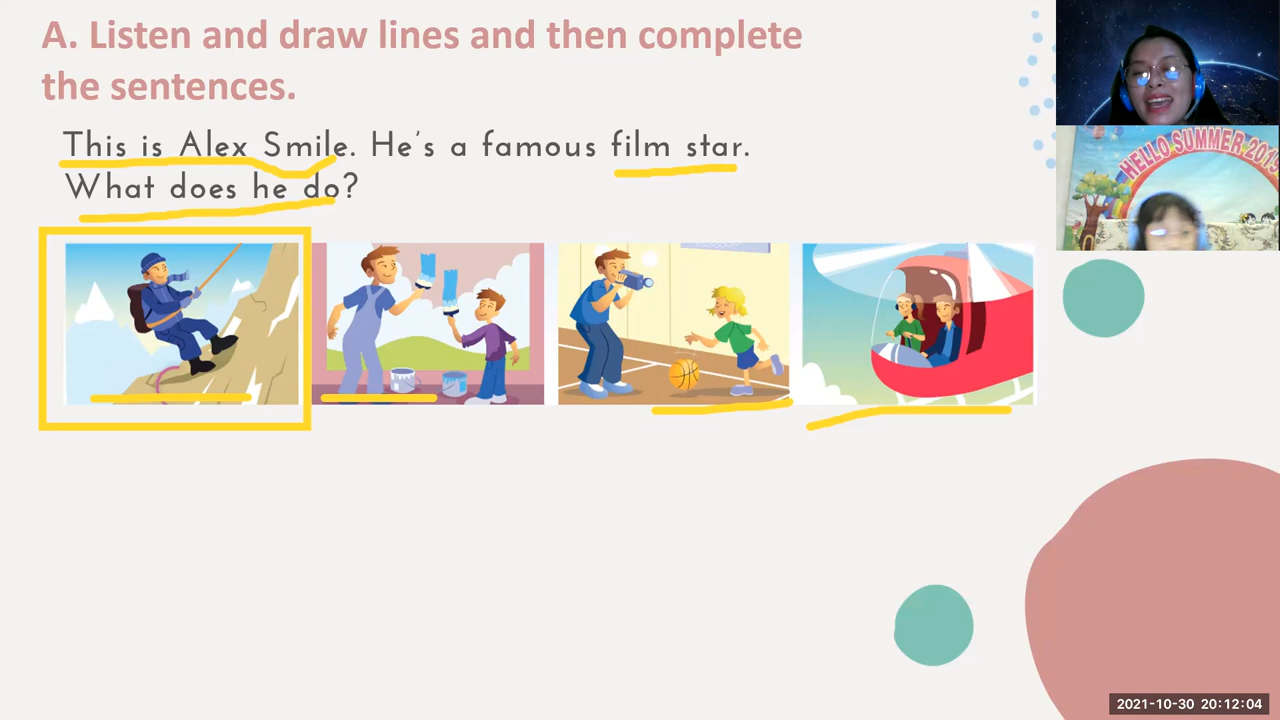 A. Listen and draw lines and then complete
the sentences.
This is Alex Smile. He's a famous film star.
What does he do?
HELLO SUMMER 2019
2021-10-30 20:12:04